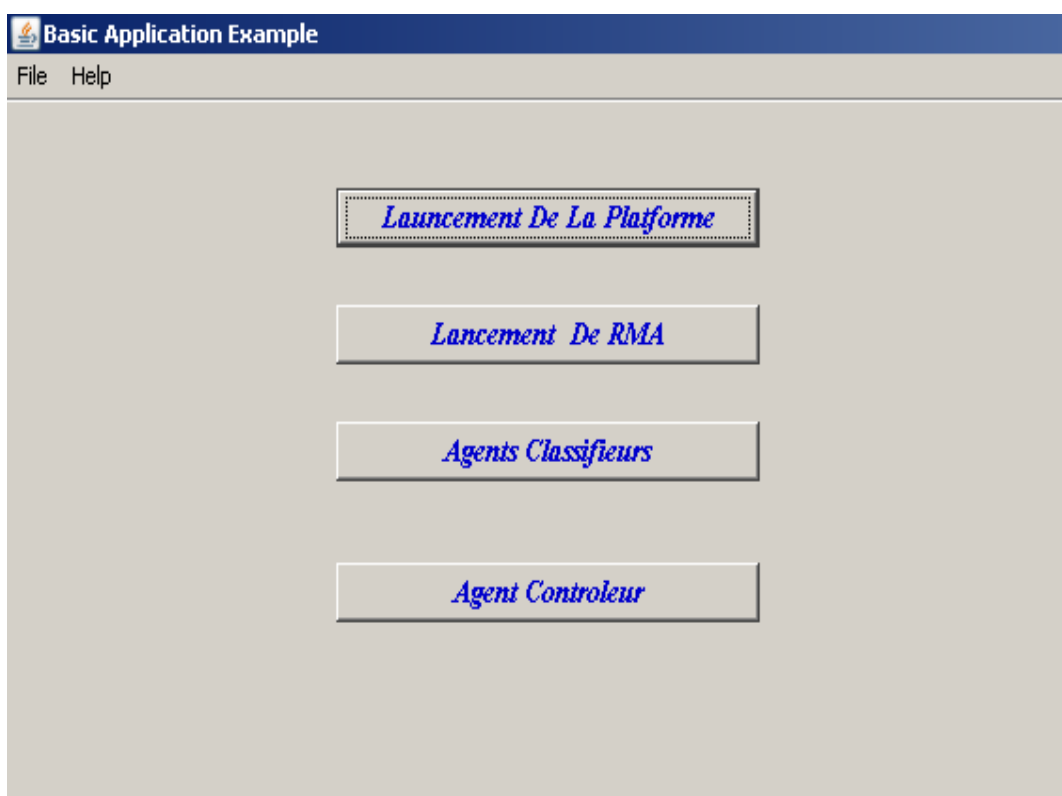 Basic Application Example
File Help
Launcement De La Platforme
Lancement De RMA
Agents Classifieurs
Agent Controleur